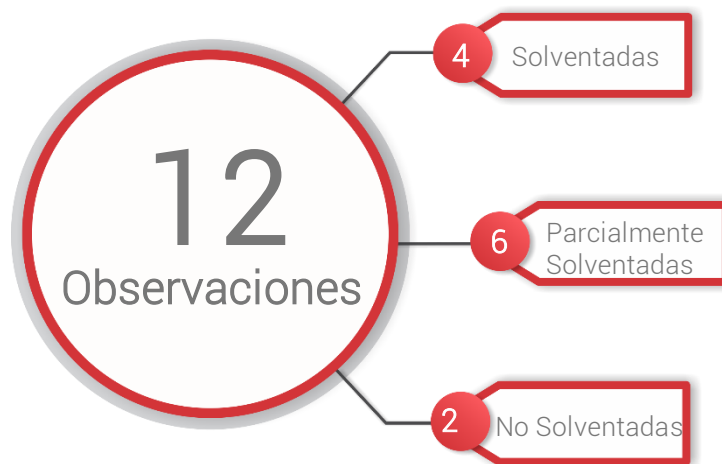 12
Observaciones
4
Solventadas
6
Parcialmente
Solventadas
2
No Solventadas